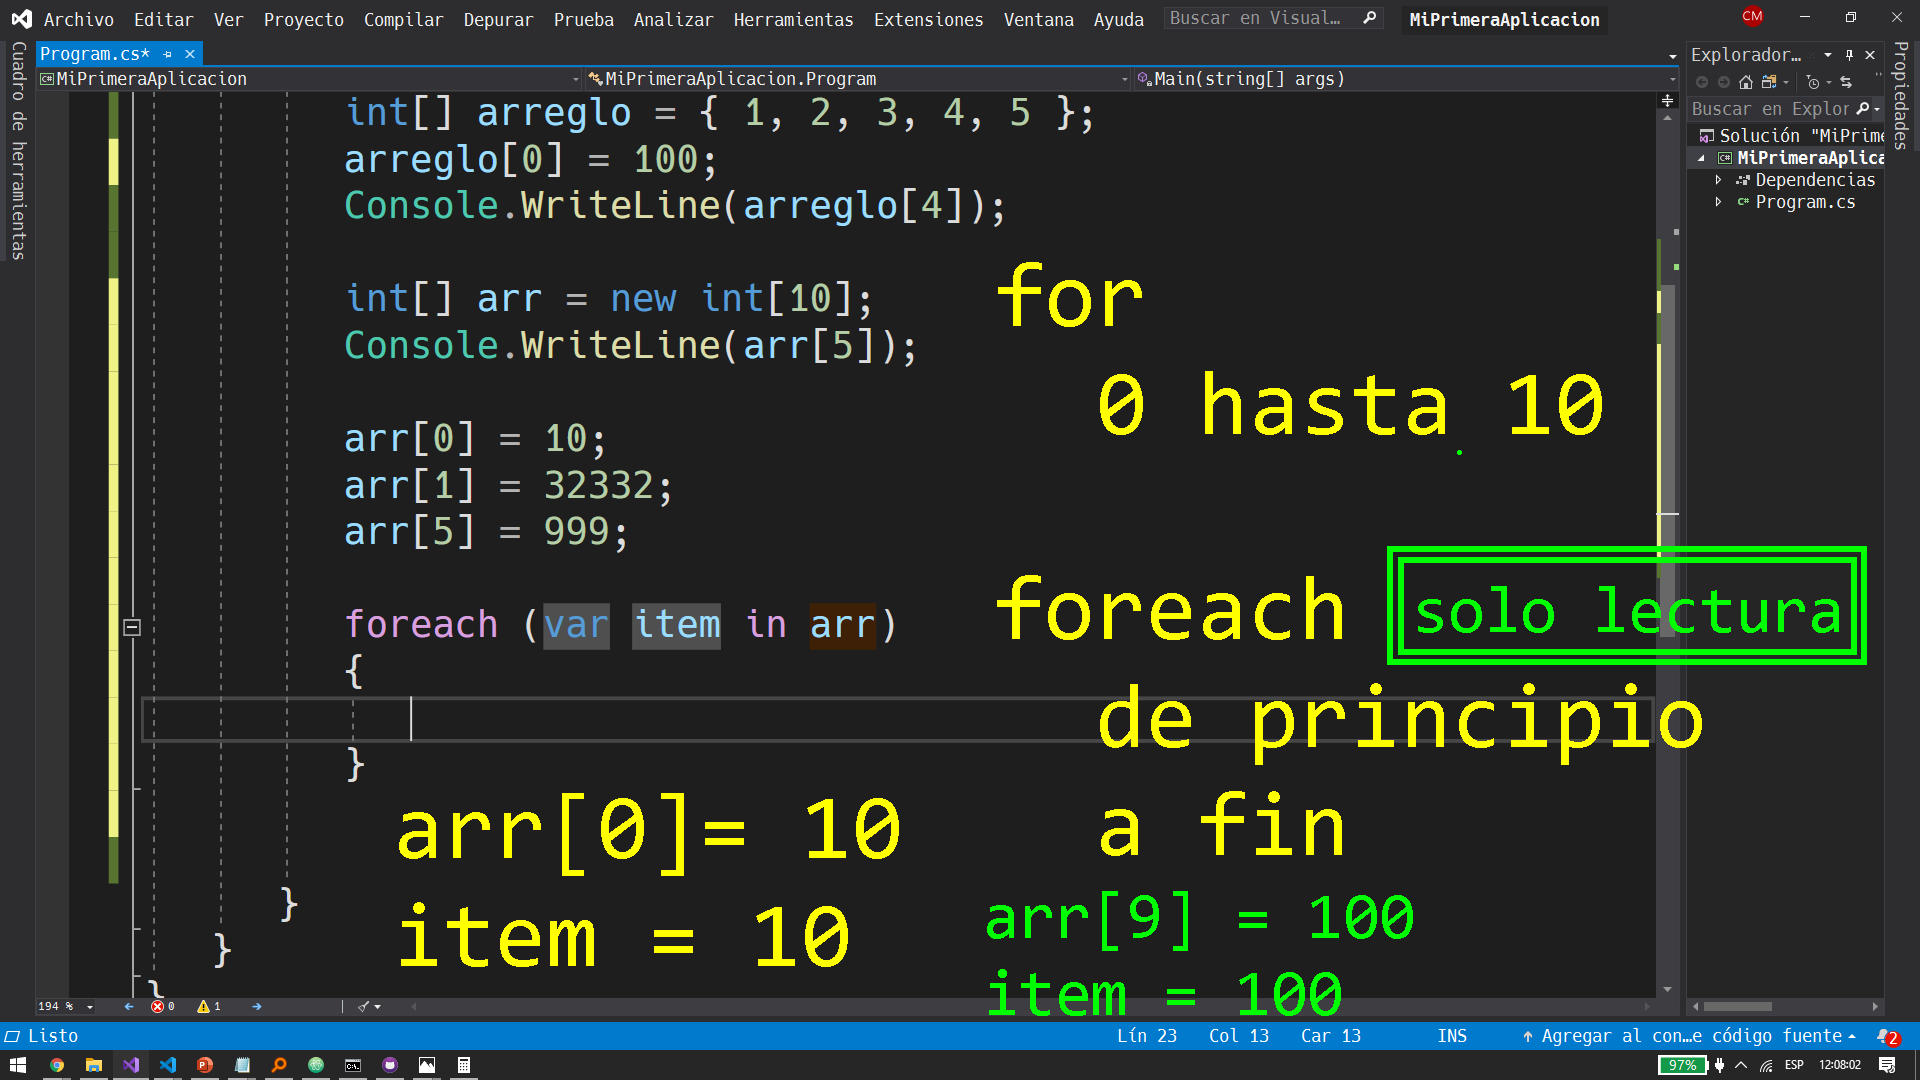 Archivo Editar Ver Proyecto Compilar Depurar Prueba Analizar Herramientas Extensiones Ventana Ayuda Buscar en Visual... MiPrimeraAplicacion CM
Program.cs*
MiPrimeraAplicacion MiPrimeraAplicacion.Program Main(string[] args)
Cuadro de herramientas
int[] arreglo = { 1, 2, 3, 4, 5 };
arreglo[0] = 100;
Console.WriteLine(arreglo[4]);
int[] arr = new int[10];
Console.WriteLine(arr[5]);
arr[0] = 10;
arr[1] = 32332;
arr[5] = 999;
foreach (var item in arr)
{
}
}
}
}
for
0 hasta 10
foreach solo lectura
de principio
a fin
arr[0]= 10
item = 10
arr[9] = 100
item = 100
Explorador...
Buscar en Explor
Solución "MiPrime
MiPrimeraAplica
Dependencias
Program.cs
Propiedades
194 % 0 1
Listo Lín 23 Col 13 Car 13 INS Agregar al con...e código fuente 2
97% ESP 12:08:02